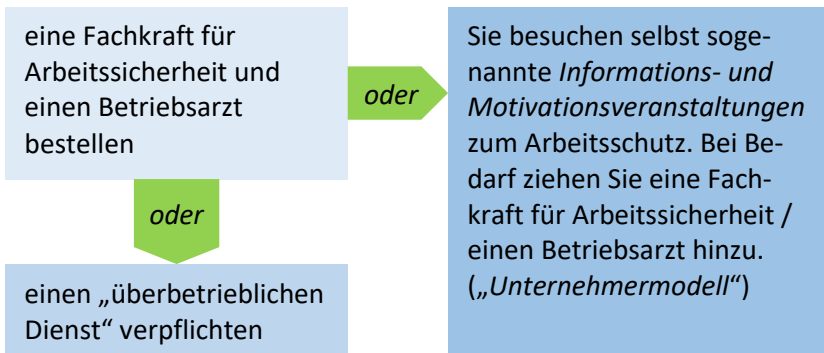 eine Fachkraft für
Arbeitssicherheit und
einen Betriebsarzt
bestellen
oder
Sie besuchen selbst soge-
nannte Informations- und
Motivationsveranstaltungen
zum Arbeitsschutz. Bei Be-
darf ziehen Sie eine Fach-
kraft für Arbeitssicherheit /
einen Betriebsarzt hinzu.
(„Unternehmermodell“)
oder
einen „überbetrieblichen
Dienst“ verpflichten